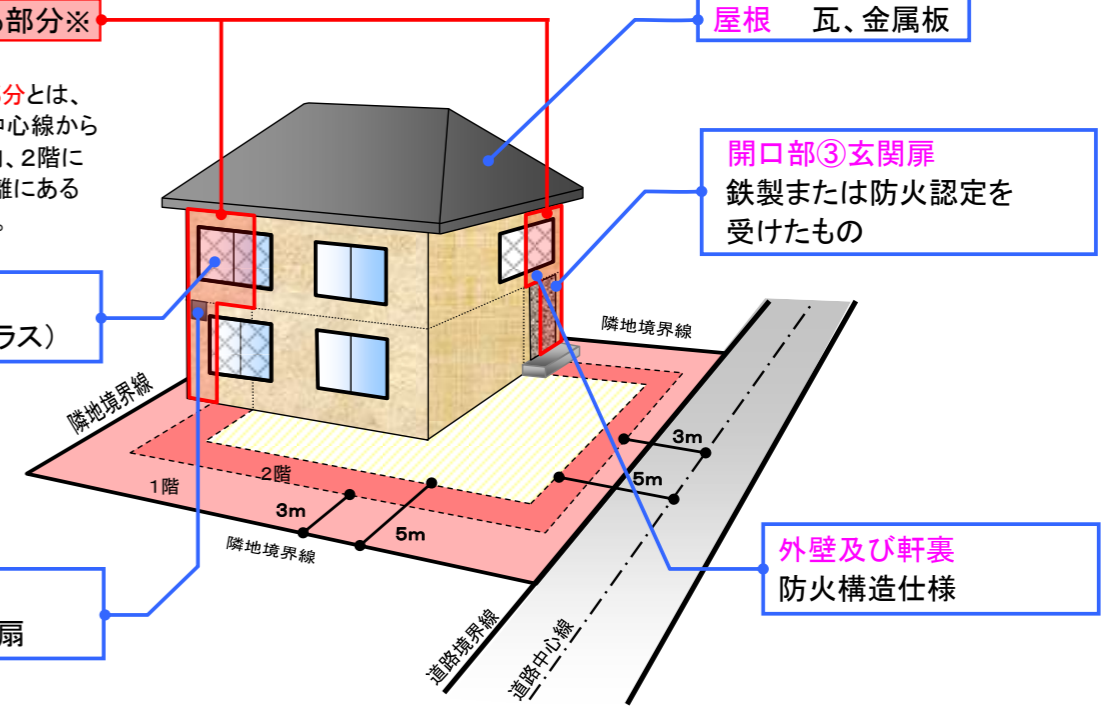 る部分※
分とは、
中心線から
、2階に
離にある
。
ラス）
扇
屋根　瓦、金属板
開口部③玄関扉
鉄製または防火認定を
受けたもの
隣地境界線
隣地境界線
1階
2階
3m
5m
隣地境界線
3m
5m
外壁及び軒裏
防火構造仕様
道路境界線
道路中心線